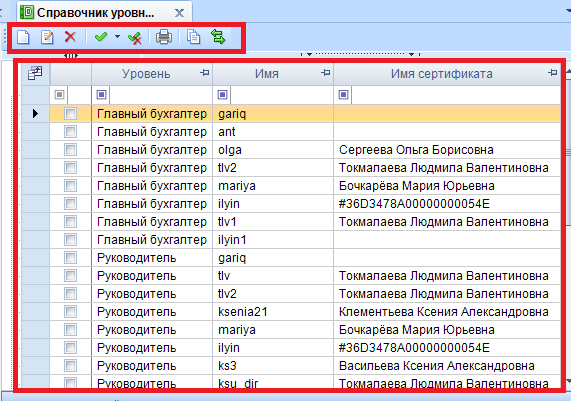 Справочник уровн...
Уровень Имя Имя сертификата
Главный бухгалтер gariq
Главный бухгалтер ant
Главный бухгалтер olga Сергеева Ольга Борисовна
Главный бухгалтер tlv2 Токмалаева Людмила Валентиновна
Главный бухгалтер mariya Бочкарёва Мария Юрьевна
Главный бухгалтер ilyin #36D3478A00000000054E
Главный бухгалтер tlv1 Токмалаева Людмила Валентиновна
Главный бухгалтер ilyin1
Руководитель gariq
Руководитель tlv Токмалаева Людмила Валентиновна
Руководитель tlv2 Токмалаева Людмила Валентиновна
Руководитель ksenia21 Клементьева Ксения Александровна
Руководитель mariya Бочкарёва Мария Юрьевна
Руководитель ilyin #36D3478A00000000054E
Руководитель ks3 Васильева Ксения Александровна
Руководитель ksu_dir Токмалаева Людмила Валентиновна